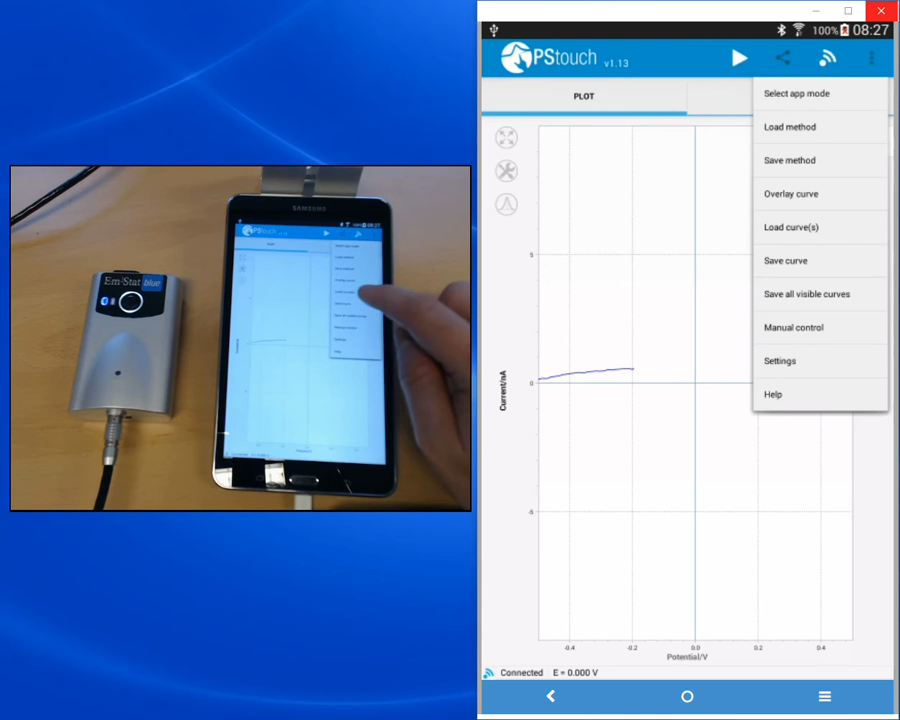 SAMSUNG
PStouch
Em|Stat blue
100% 08:27
PStouch v1.13
PLOT
Select app mode
Load method
Save method
Overlay curve
Load curve(s)
Save curve
Save all visible curves
Manual control
Settings
Help
5
0
-5
Current/nA
-0.4 -0.2 0.0 0.2 0.4
Potential/V
Connected E = 0.000 V